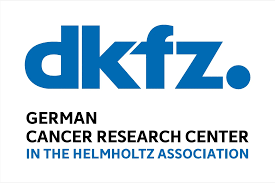 dkfz.
GERMAN
CANCER RESEARCH CENTER
IN THE HELMHOLTZ ASSOCIATION